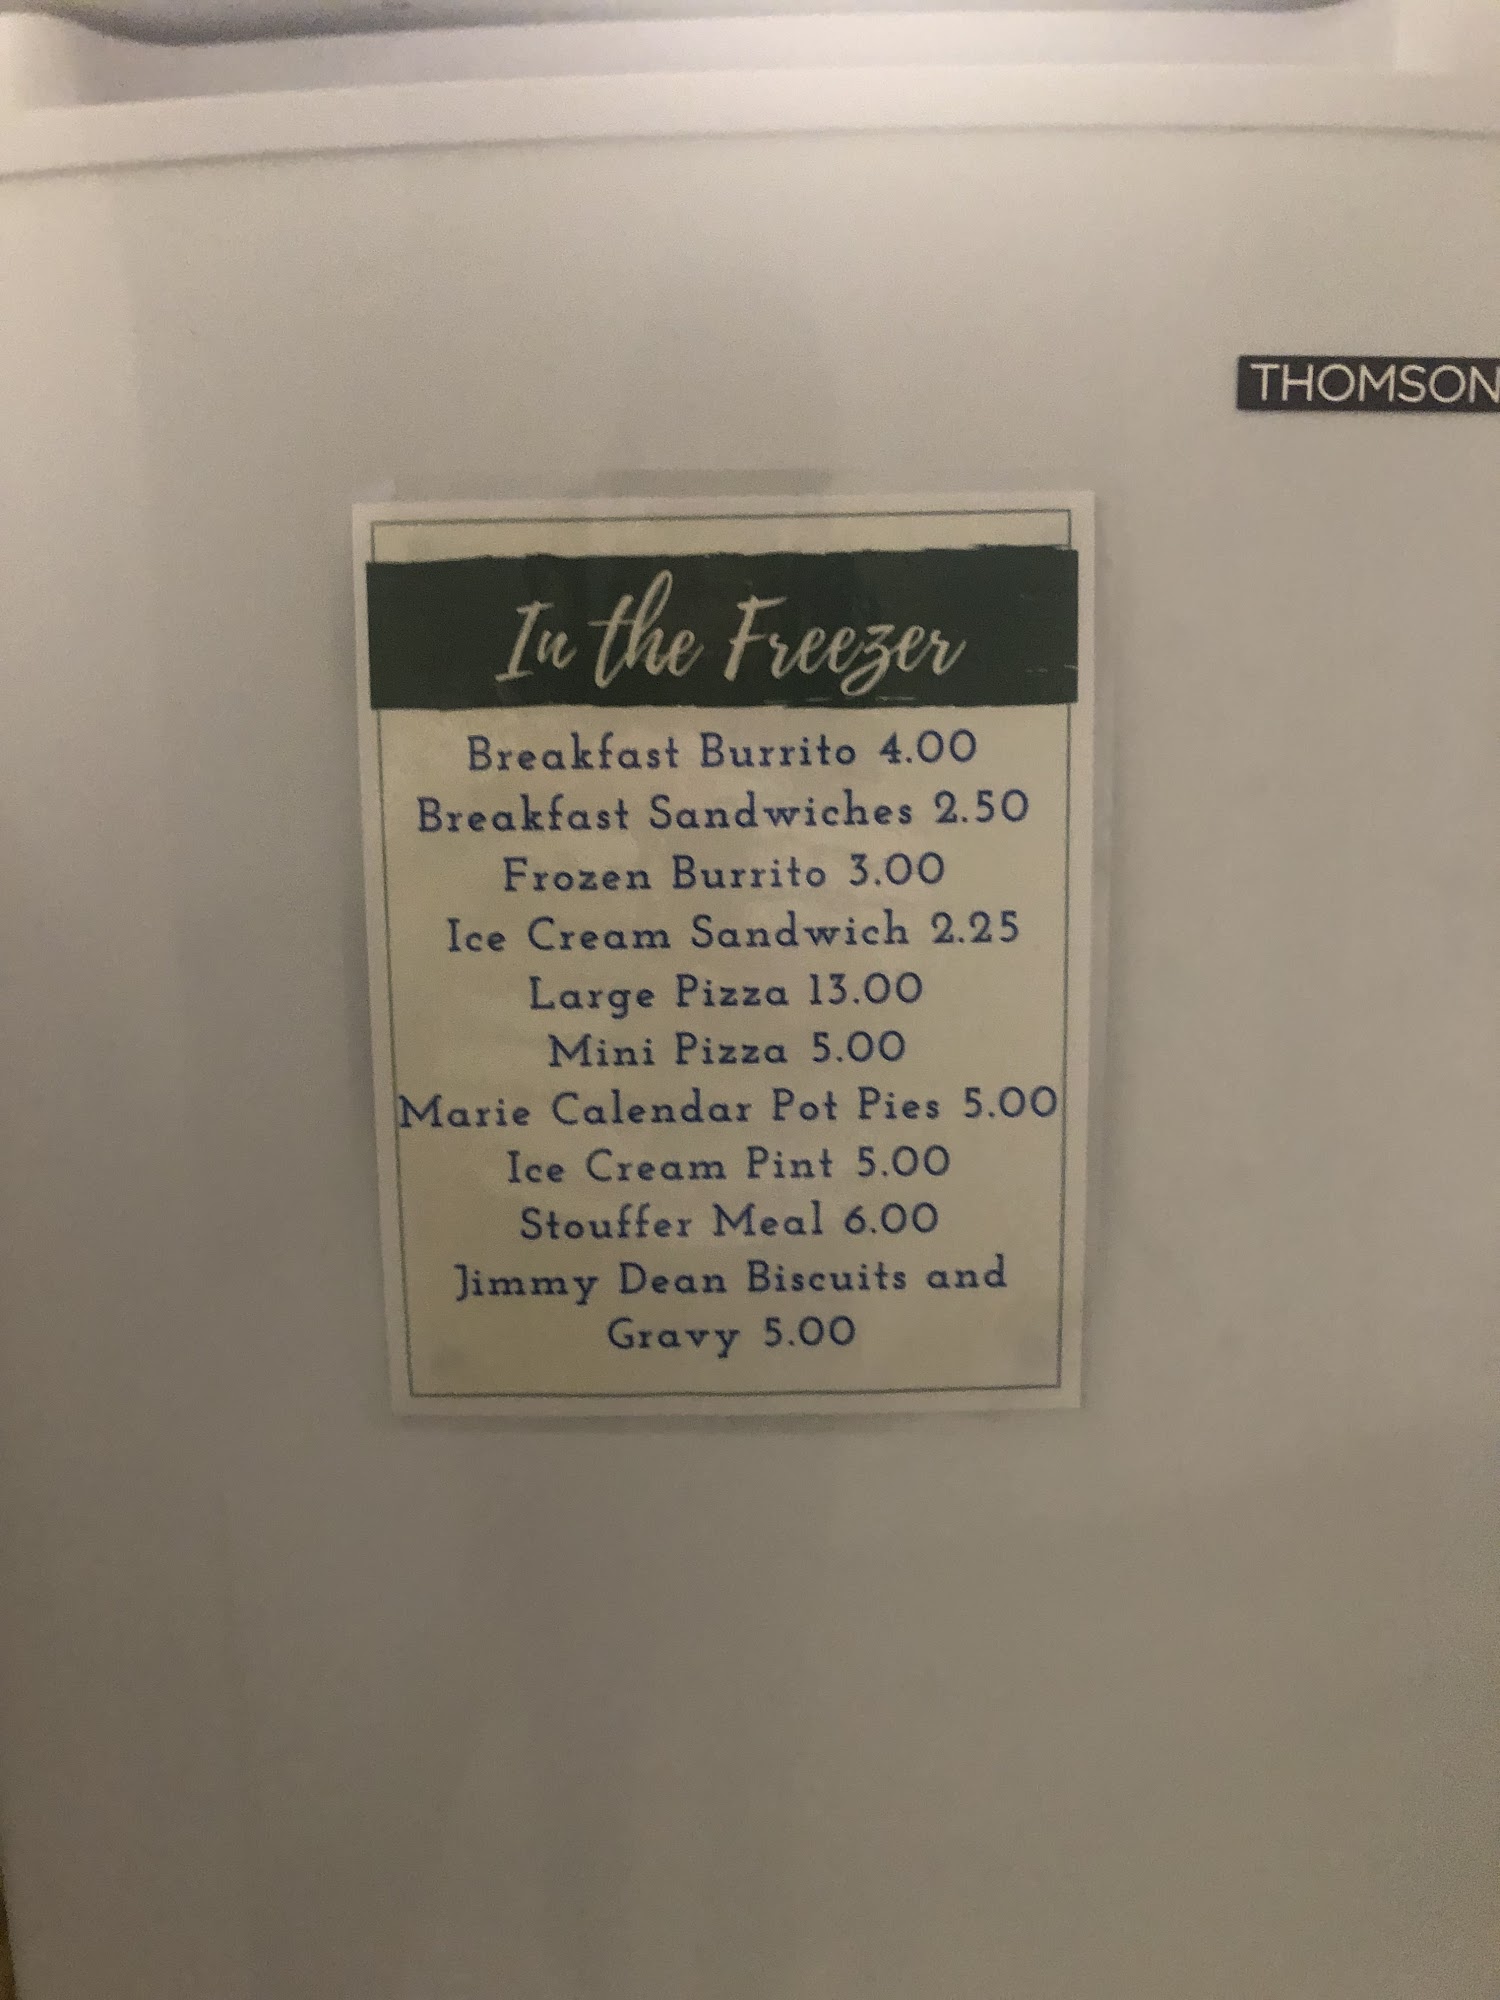 THOMSON
In the Freezer
Breakfast Burrito 4.00
Breakfast Sandwiches 2.50
Frozen Burrito 3.00
Ice Cream Sandwich 2.25
Large Pizza 13.00
Mini Pizza 5.00
Marie Calendar Pot Pies 5.00
Ice Cream Pint 5.00
Stouffer Meal 6.00
Jimmy Dean Biscuits and
Gravy 5.00